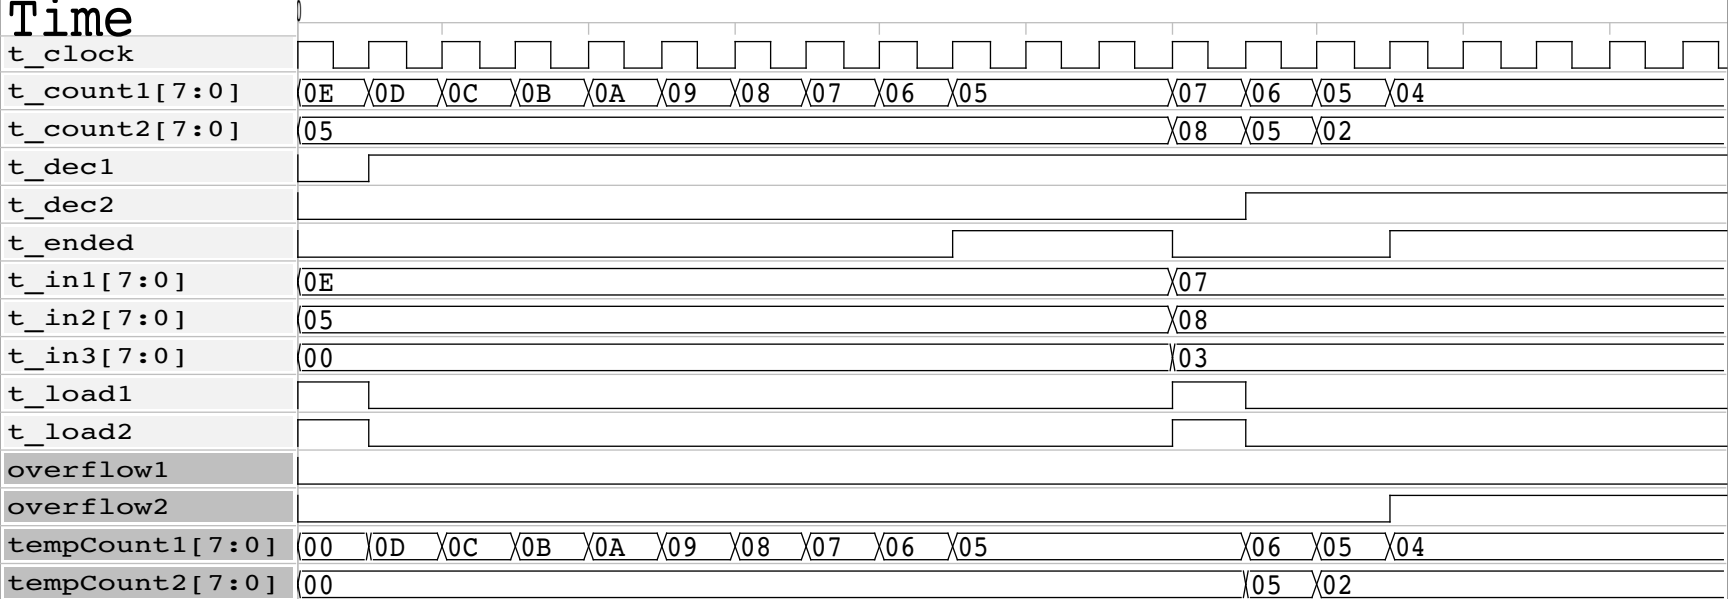 Time 0
t_clock
t_count1[7:0] 0E 0D 0C 0B 0A 09 08 07 06 05 07 06 05 04
t_count2[7:0] 05 08 05 02
t_dec1
t_dec2
t_ended
t_in1[7:0] 0E 07
t_in2[7:0] 05 08
t_in3[7:0] 00 03
t_load1
t_load2
overflow1
overflow2
tempCount1[7:0] 00 0D 0C 0B 0A 09 08 07 06 05 06 05 04
tempCount2[7:0] 00 05 02